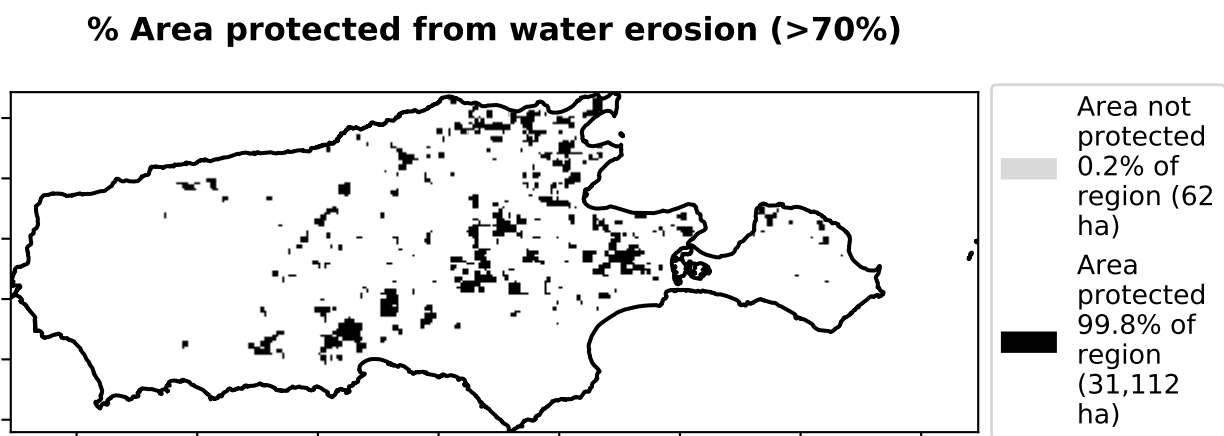 % Area protected from water erosion (>70%)
Area not
protected
0.2% of
region (62
ha)
Area
protected
99.8% of
region
(31,112
ha)